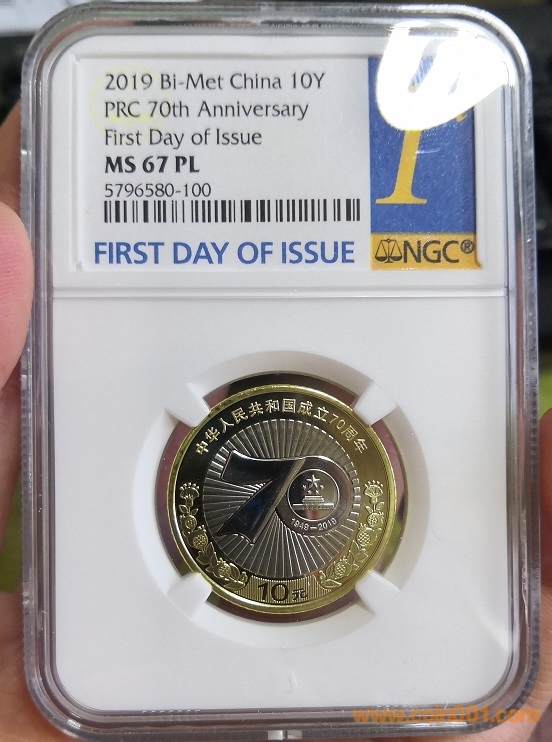 2019 Bi-Met China 10Y
PRC 70th Anniversary
First Day of Issue
MS 67 PL
5796580-100
FIRST DAY OF ISSUE
NGC®
中华人民共和国成立70周年
70
1949-2019
10元
www.coin001.com